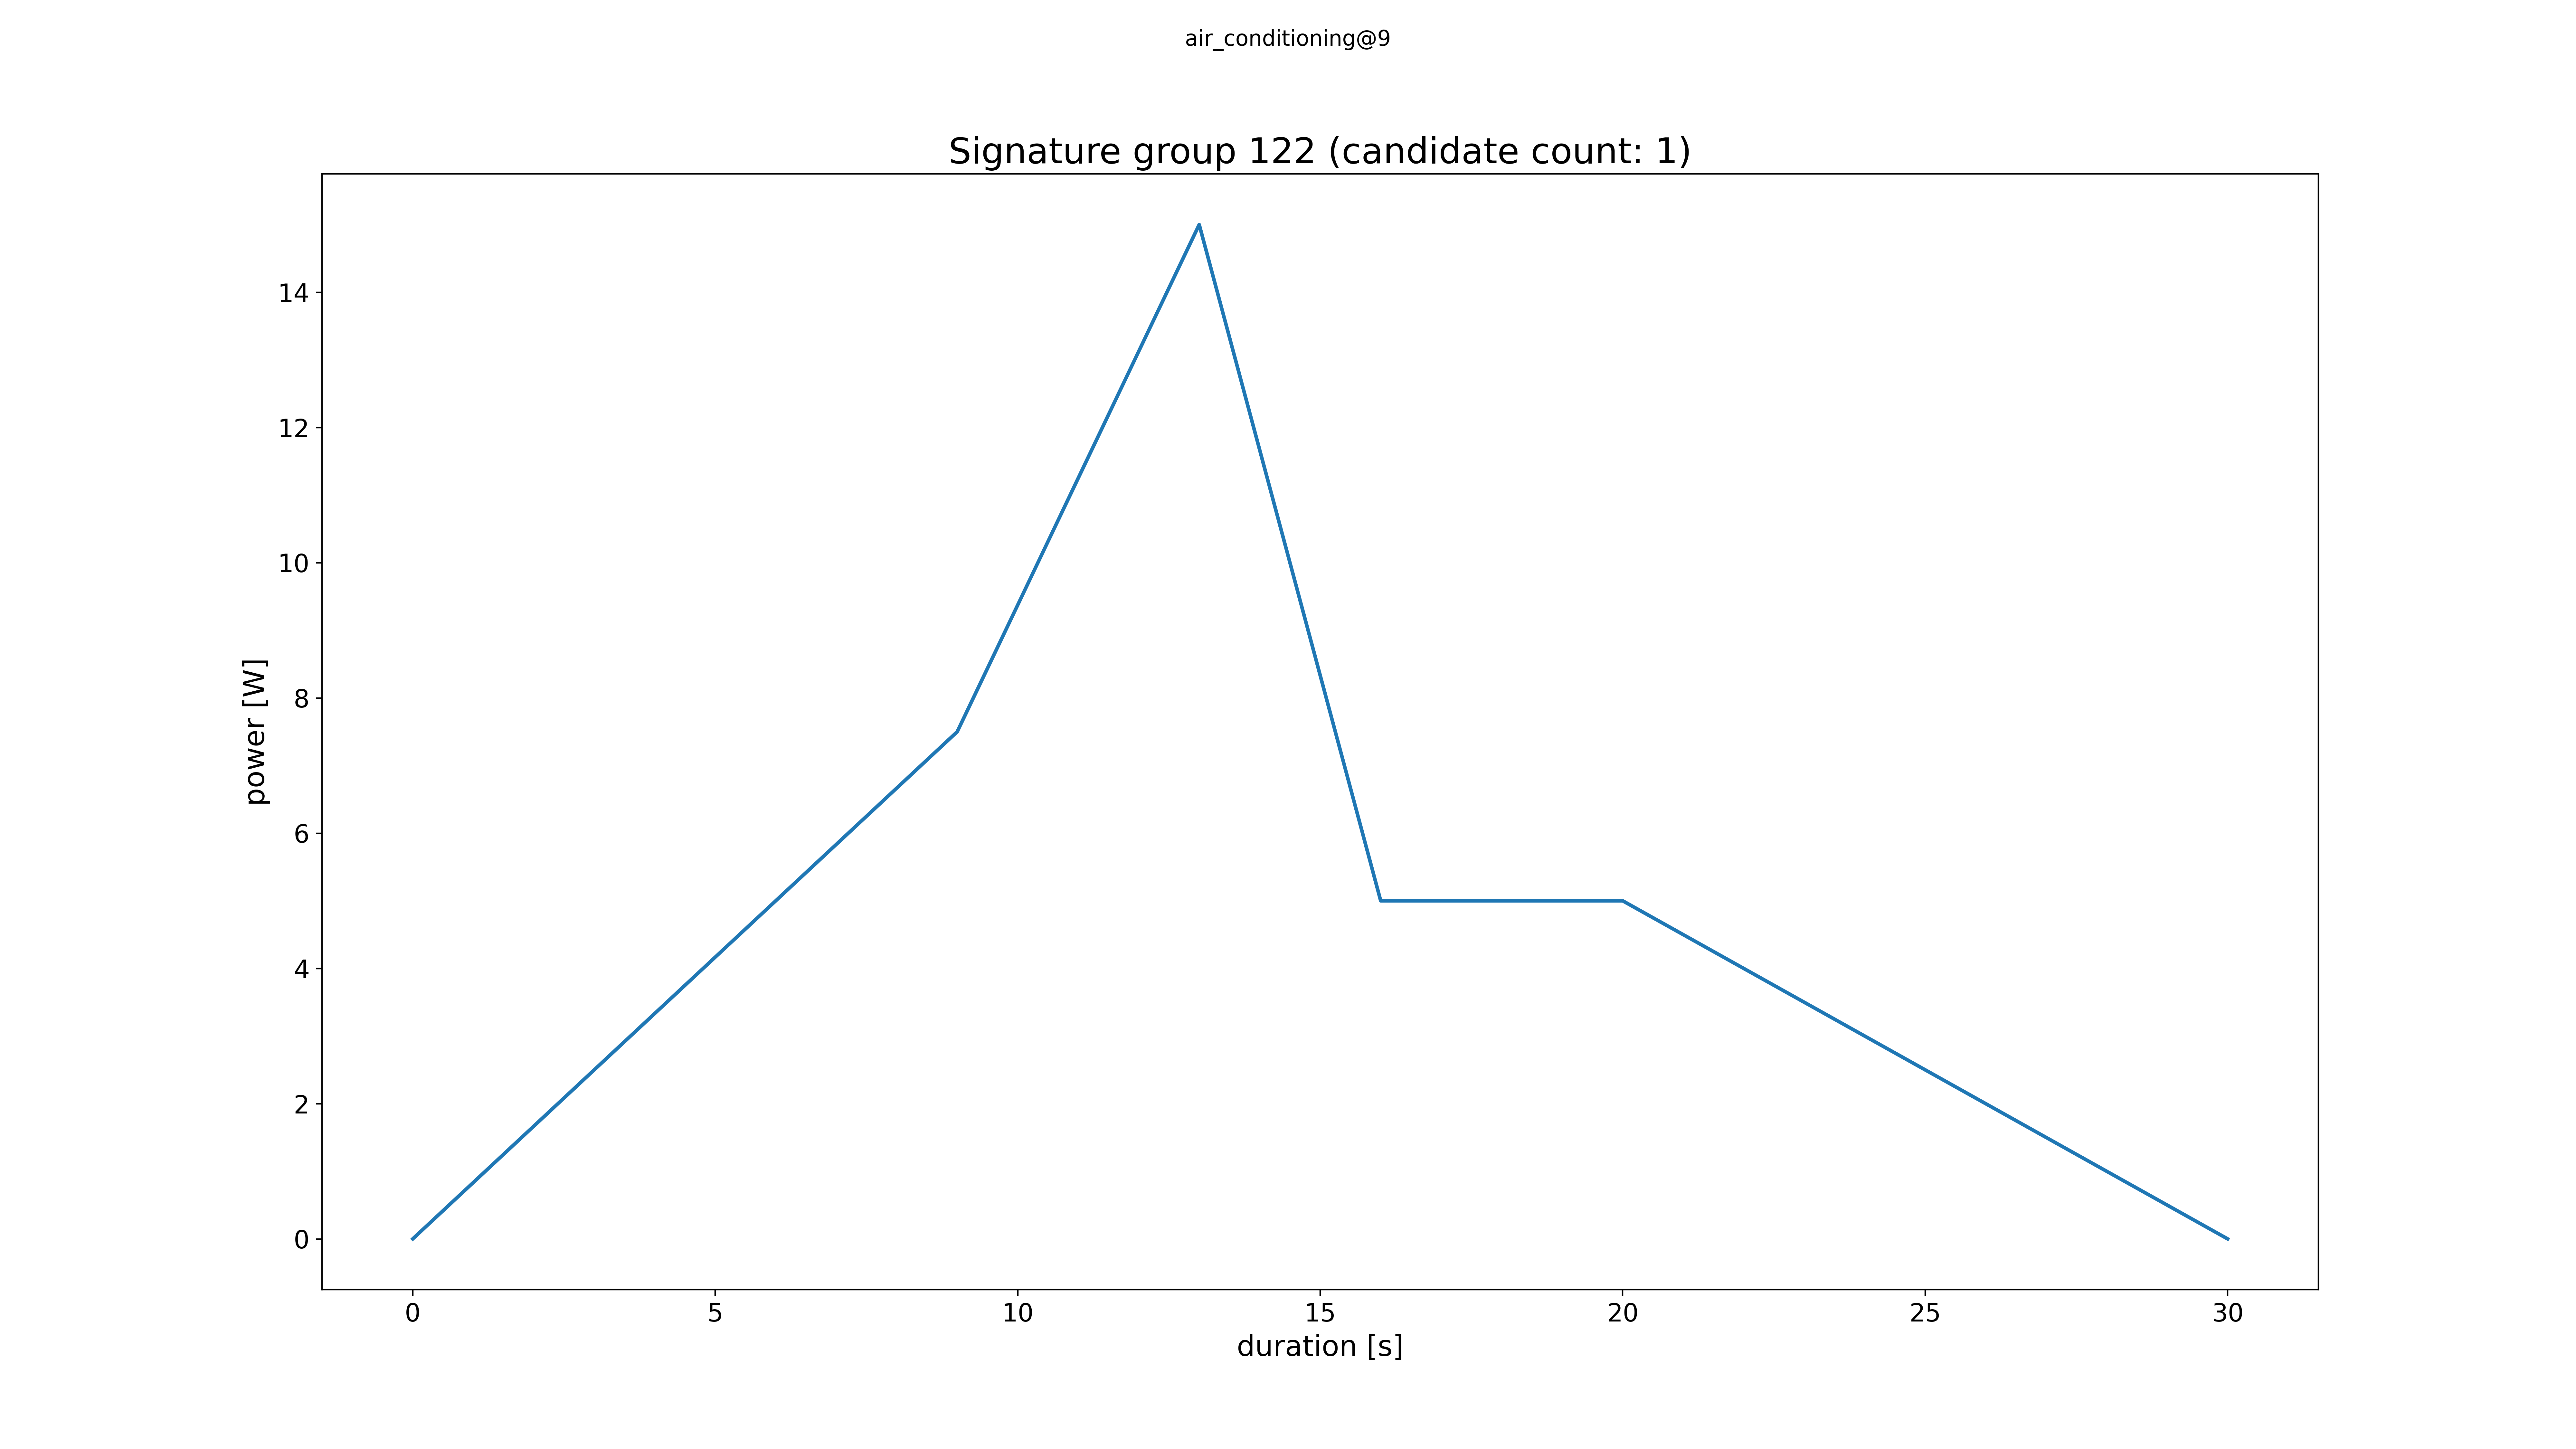 air_conditioning@9
Signature group 122 (candidate count: 1)
14
12
10
8
6
4
2
0
power [W]
0 5 10 15 20 25 30
duration [s]